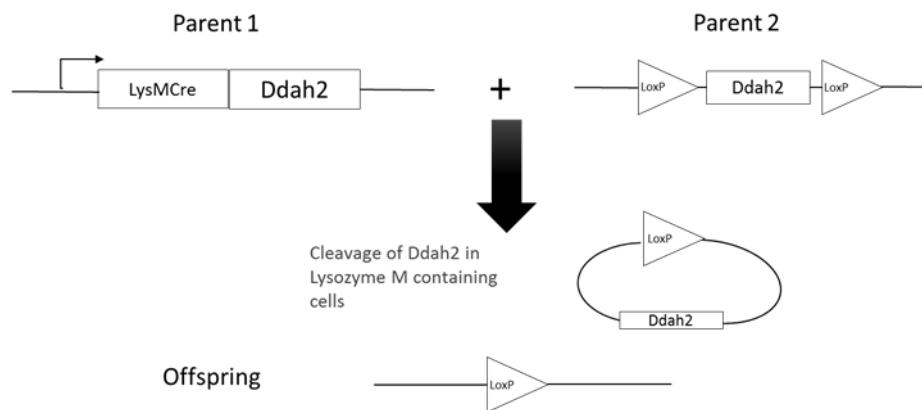 Parent 1
Parent 2
LysMCre
Ddah2
+
LoxP
Ddah2
LoxP
Cleavage of Ddah2 in
Lysozyme M containing
cells
LoxP
Ddah2
Offspring
LoxP